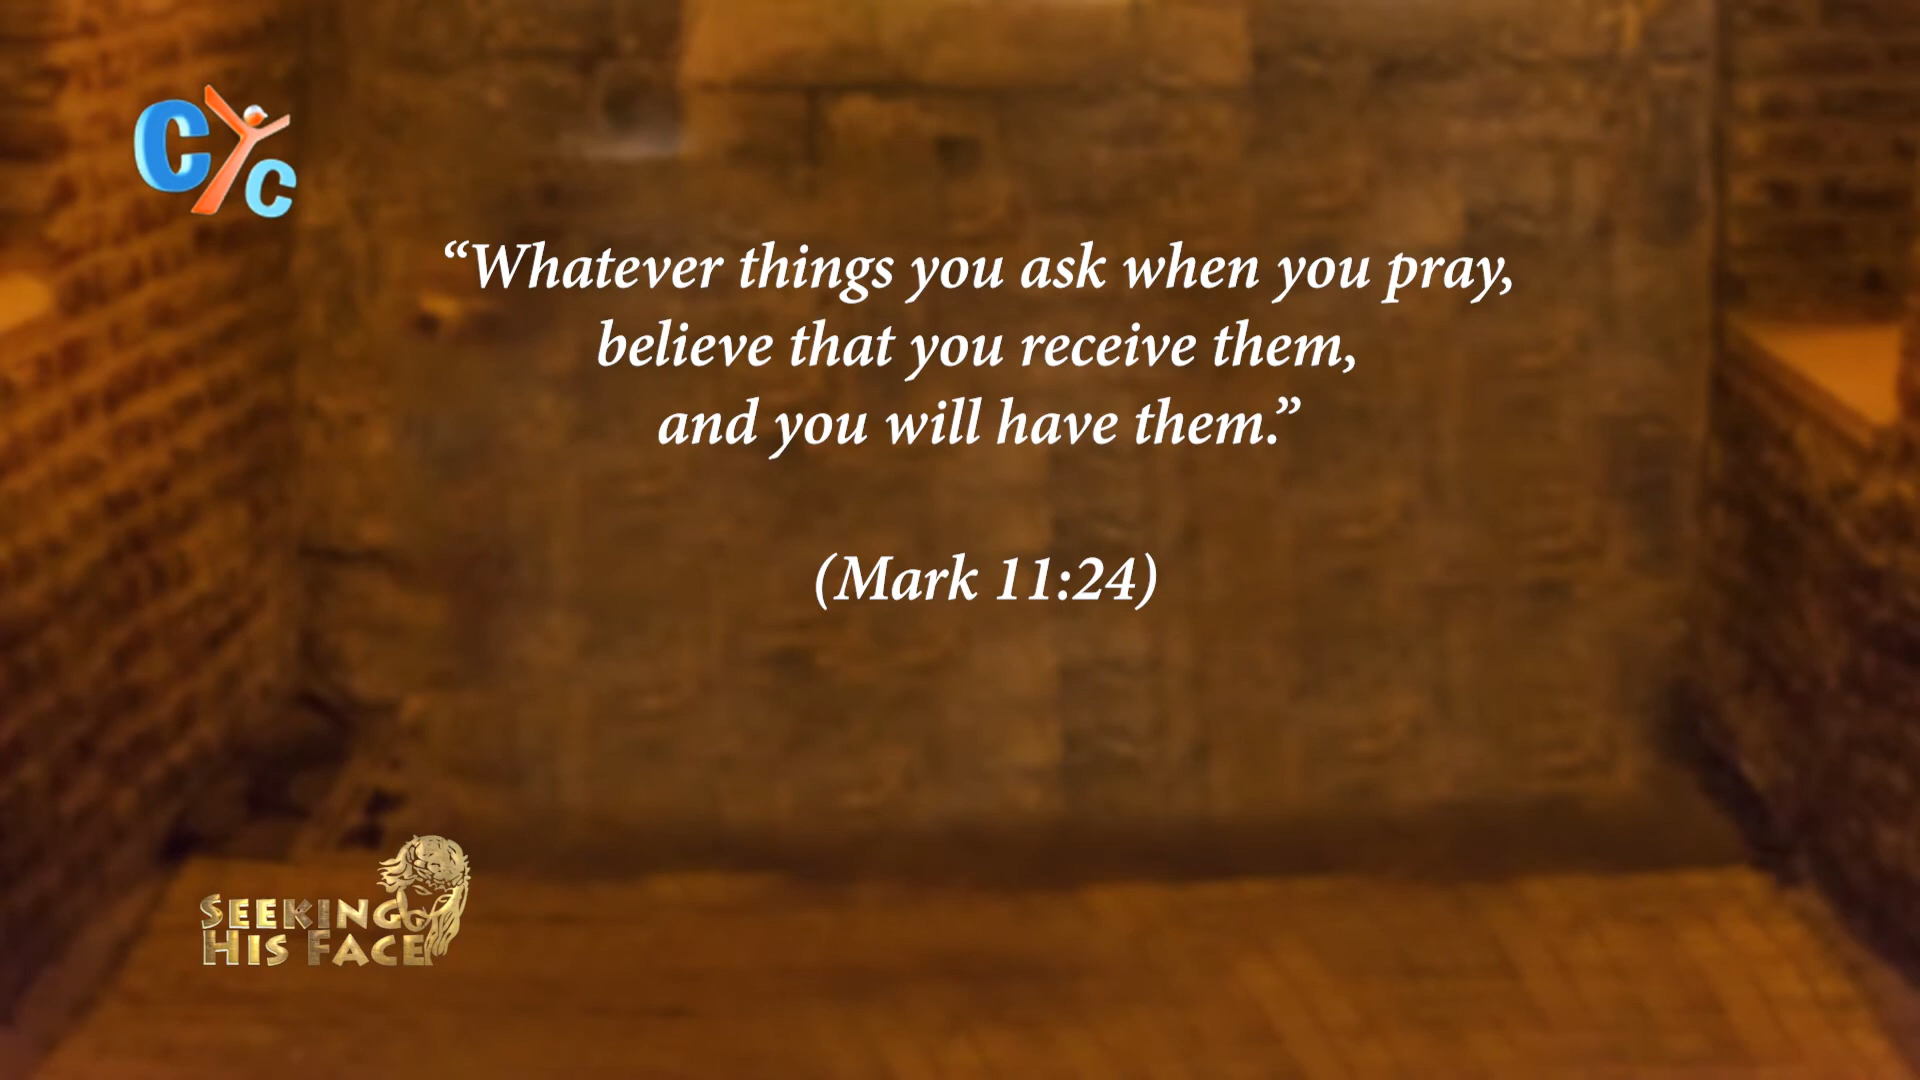 CYC
“Whatever things you ask when you pray,
believe that you receive them,
and you will have them.”
(Mark 11:24)
SEEKING
HIS FACE